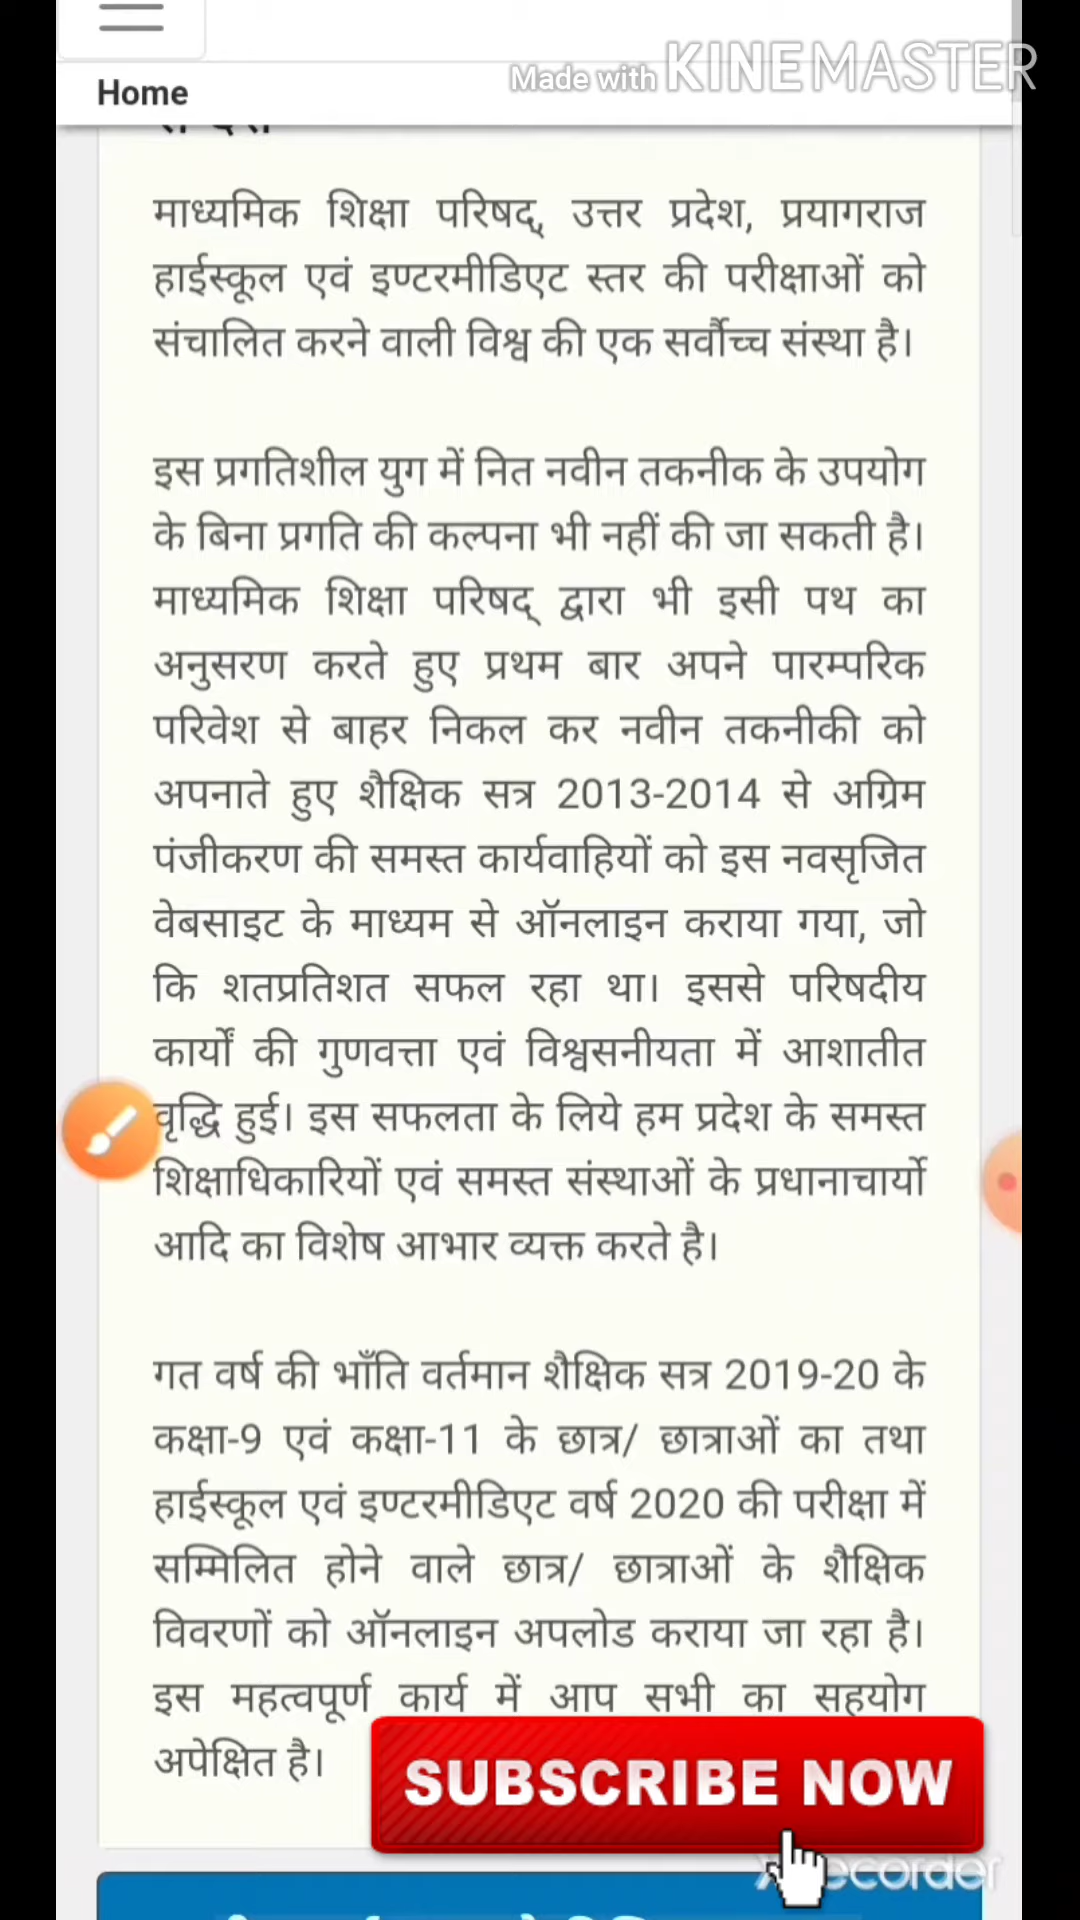 Made with KINEMASTER
Home
माध्यमिक शिक्षा परिषद्, उत्तर प्रदेश, प्रयागराज
हाईस्कूल एवं इण्टरमीडिएट स्तर की परीक्षाओं को
संचालित करने वाली विश्व की एक सर्वोच्च संस्था है।
इस प्रगतिशील युग में नित नवीन तकनीक के उपयोग
के बिना प्रगति की कल्पना भी नहीं की जा सकती है।
माध्यमिक शिक्षा परिषद् द्वारा भी इसी पथ का
अनुसरण करते हुए प्रथम बार अपने पारम्परिक
परिवेश से बाहर निकल कर नवीन तकनीकी को
अपनाते हुए शैक्षिक सत्र 2013-2014 से अग्रिम
पंजीकरण की समस्त कार्यवाहियों को इस नवसृजित
वेबसाइट के माध्यम से ऑनलाइन कराया गया, जो
कि शतप्रतिशत सफल रहा था। इससे परिषदीय
कार्यों की गुणवत्ता एवं विश्वसनीयता में आशातीत
वृद्धि हुई। इस सफलता के लिये हम प्रदेश के समस्त
शिक्षाधिकारियों एवं समस्त संस्थाओं के प्रधानाचार्यो
आदि का विशेष आभार व्यक्त करते है।
गत वर्ष की भाँति वर्तमान शैक्षिक सत्र 2019-20 के
कक्षा-9 एवं कक्षा-11 के छात्र/ छात्राओं का तथा
हाईस्कूल एवं इण्टरमीडिएट वर्ष 2020 की परीक्षा में
सम्मिलित होने वाले छात्र/ छात्राओं के शैक्षिक
विवरणों को ऑनलाइन अपलोड कराया जा रहा है।
इस महत्वपूर्ण कार्य में आप सभी का सहयोग
अपेक्षित है।
SUBSCRIBE NOW